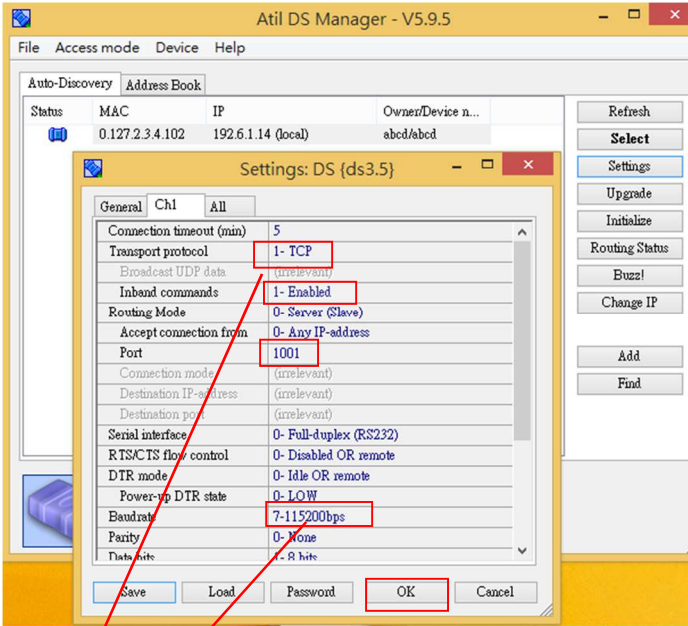 Atil DS Manager - V5.9.5
File Access mode Device Help
Auto-Discovery Address Book
Status MAC IP Owner/Device n...
0.127.2.3.4.102 192.6.1.14 (local) abcd/abcd
Refresh
Select
Settings
Upgrade
Initialize
Routing Status
Buzz!
Change IP
Add
Find
Settings: DS {ds3.5}
General Ch1 All
Connection timeout (min) 5
Transport protocol 1- TCP
Broadcast UDP data (irrelevant)
Inband commands 1- Enabled
Routing Mode 0- Server (Slave)
Accept connection from 0- Any IP-address
Port 1001
Connection mode (irrelevant)
Destination IP-address (irrelevant)
Destination port (irrelevant)
Serial interface 0- Full-duplex (RS232)
RTS/CTS flow control 0- Disabled OR remote
DTR mode 0- Idle OR remote
Power-up DTR state 0- LOW
Baudrate 7-115200bps
Parity 0- None
Data bits 1- 8 bits
Save Load Password OK Cancel